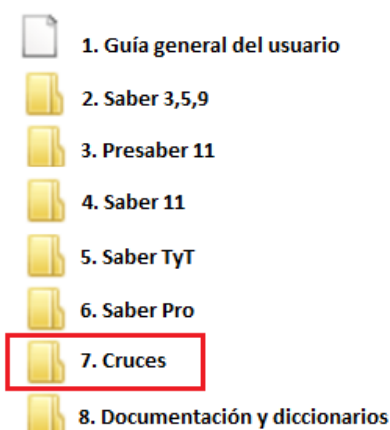 1. Guía general del usuario
2. Saber 3,5,9
3. Presaber 11
4. Saber 11
5. Saber TyT
6. Saber Pro
7. Cruces
8. Documentación y diccionarios